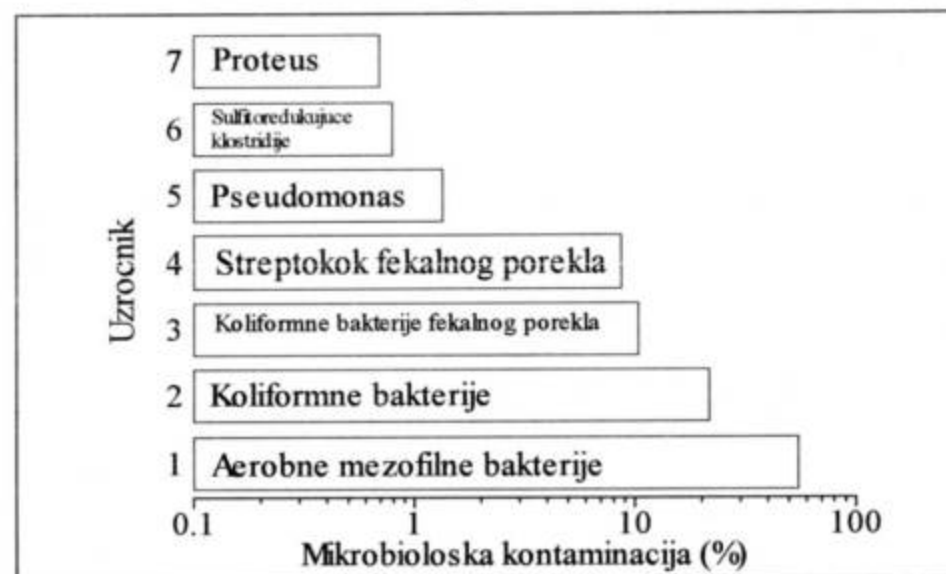 7 Proteus
6 Sulfitoredukujuce
klostridije
5 Pseudomonas
4 Streptokok fekalnog porekla
3 Koliformne bakterije fekalnog porekla
2 Koliformne bakterije
1 Aerobne mezofilne bakterije
Uzrocnik
0.1 1 10 100
Mikrobioloska kontaminacija (%)